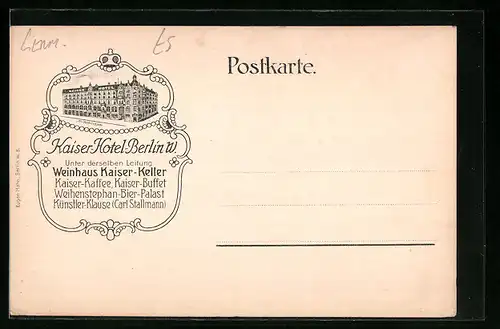 Postkarte.
Kaiser Hotel Berlin W
Unter derselben Leitung
Weinhaus Kaiser-Keller
Kaiser-Kaffee, Kaiser-Buffet
Weihenstephan-Bier-Palast
Künstler-Klause (Carl Stallmann)